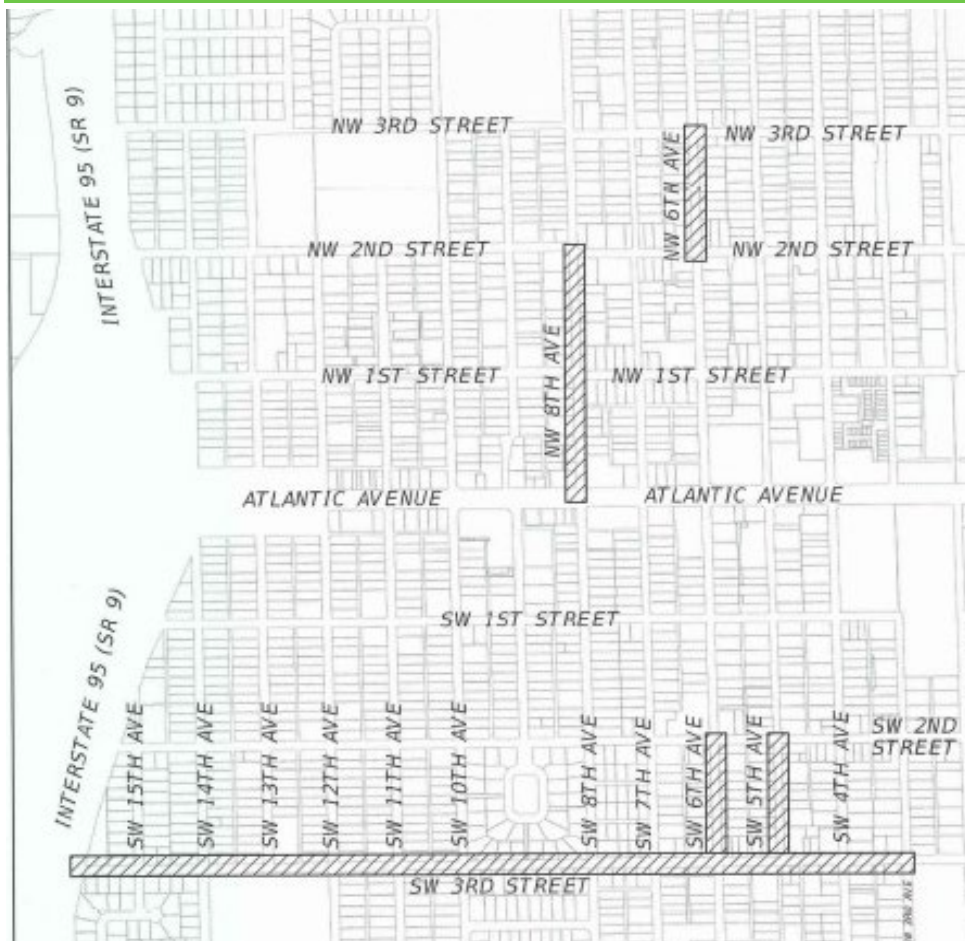 NW 3RD STREET
NW 3RD STREET
INTERSTATE 95 (SR 9)
NW 6TH AVE
NW 2ND STREET
NW 2ND STREET
NW 8TH AVE
NW 1ST STREET
NW 1ST STREET
ATLANTIC AVENUE
ATLANTIC AVENUE
SW 1ST STREET
INTERSTATE 95 (SR 9)
SW 15TH AVE
SW 14TH AVE
SW 13TH AVE
SW 12TH AVE
SW 11TH AVE
SW 10TH AVE
SW 8TH AVE
SW 7TH AVE
SW 6TH AVE
SW 5TH AVE
SW 4TH AVE
SW 2ND
STREET
SW 3RD STREET